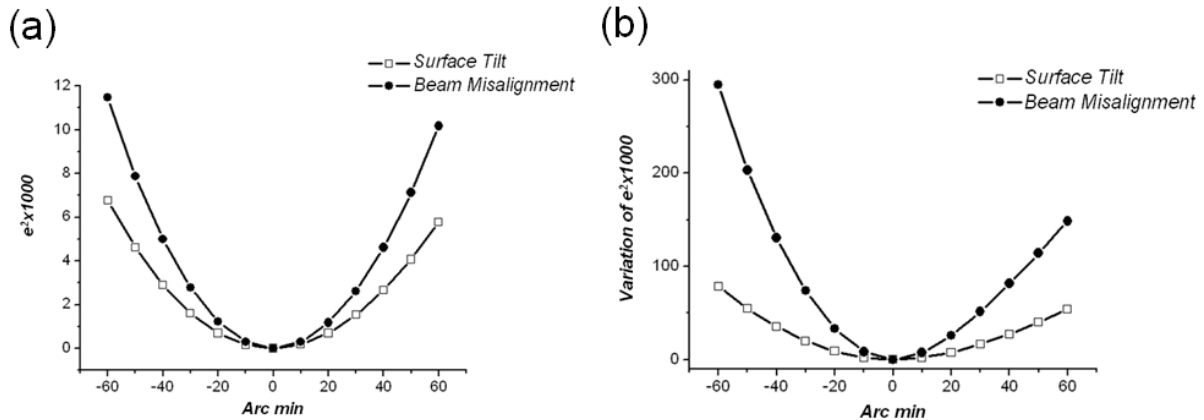 (a)
Surface Tilt
Beam Misalignment
12
10
8
6
4
2
0
e²x1000
-60 -40 -20 0 20 40 60
Arc min
(b)
Surface Tilt
Beam Misalignment
300
200
100
0
Variation of e²x1000
-60 -40 -20 0 20 40 60
Arc min